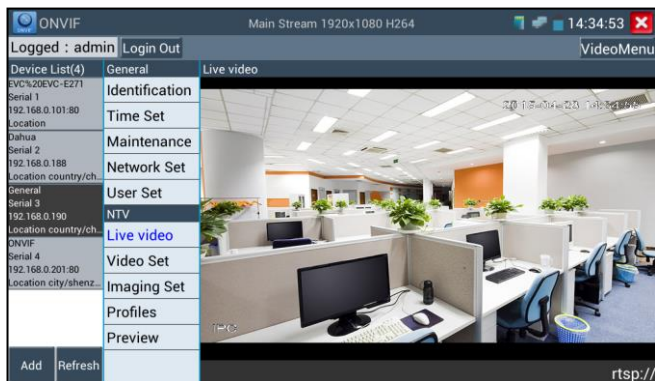 ONVIF
Main Stream 1920x1080 H264
14:34:53
Logged : admin
Login Out
VideoMenu
Device List(4)
General
Live video
EVC%20EVC-E271
Serial 1
192.168.0.101:80
Location
Dahua
Serial 2
192.168.0.188
Location country/ch...
General
Serial 3
192.168.0.190
Location country/ch...
ONVIF
Serial 4
192.168.0.201:80
Location city/shenz...
Identification
Time Set
Maintenance
Network Set
User Set
NTV
Live video
Video Set
Imaging Set
Profiles
Preview
IPC
Add
Refresh
rtsp://